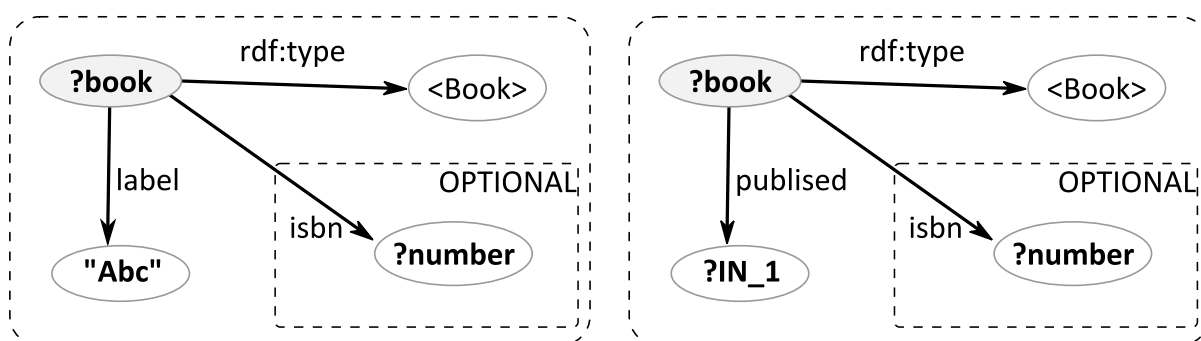 rdf:type
?book
<Book>
label
OPTIONAL
isbn
?number
"Abc"
rdf:type
?book
<Book>
publised
OPTIONAL
isbn
?number
?IN_1